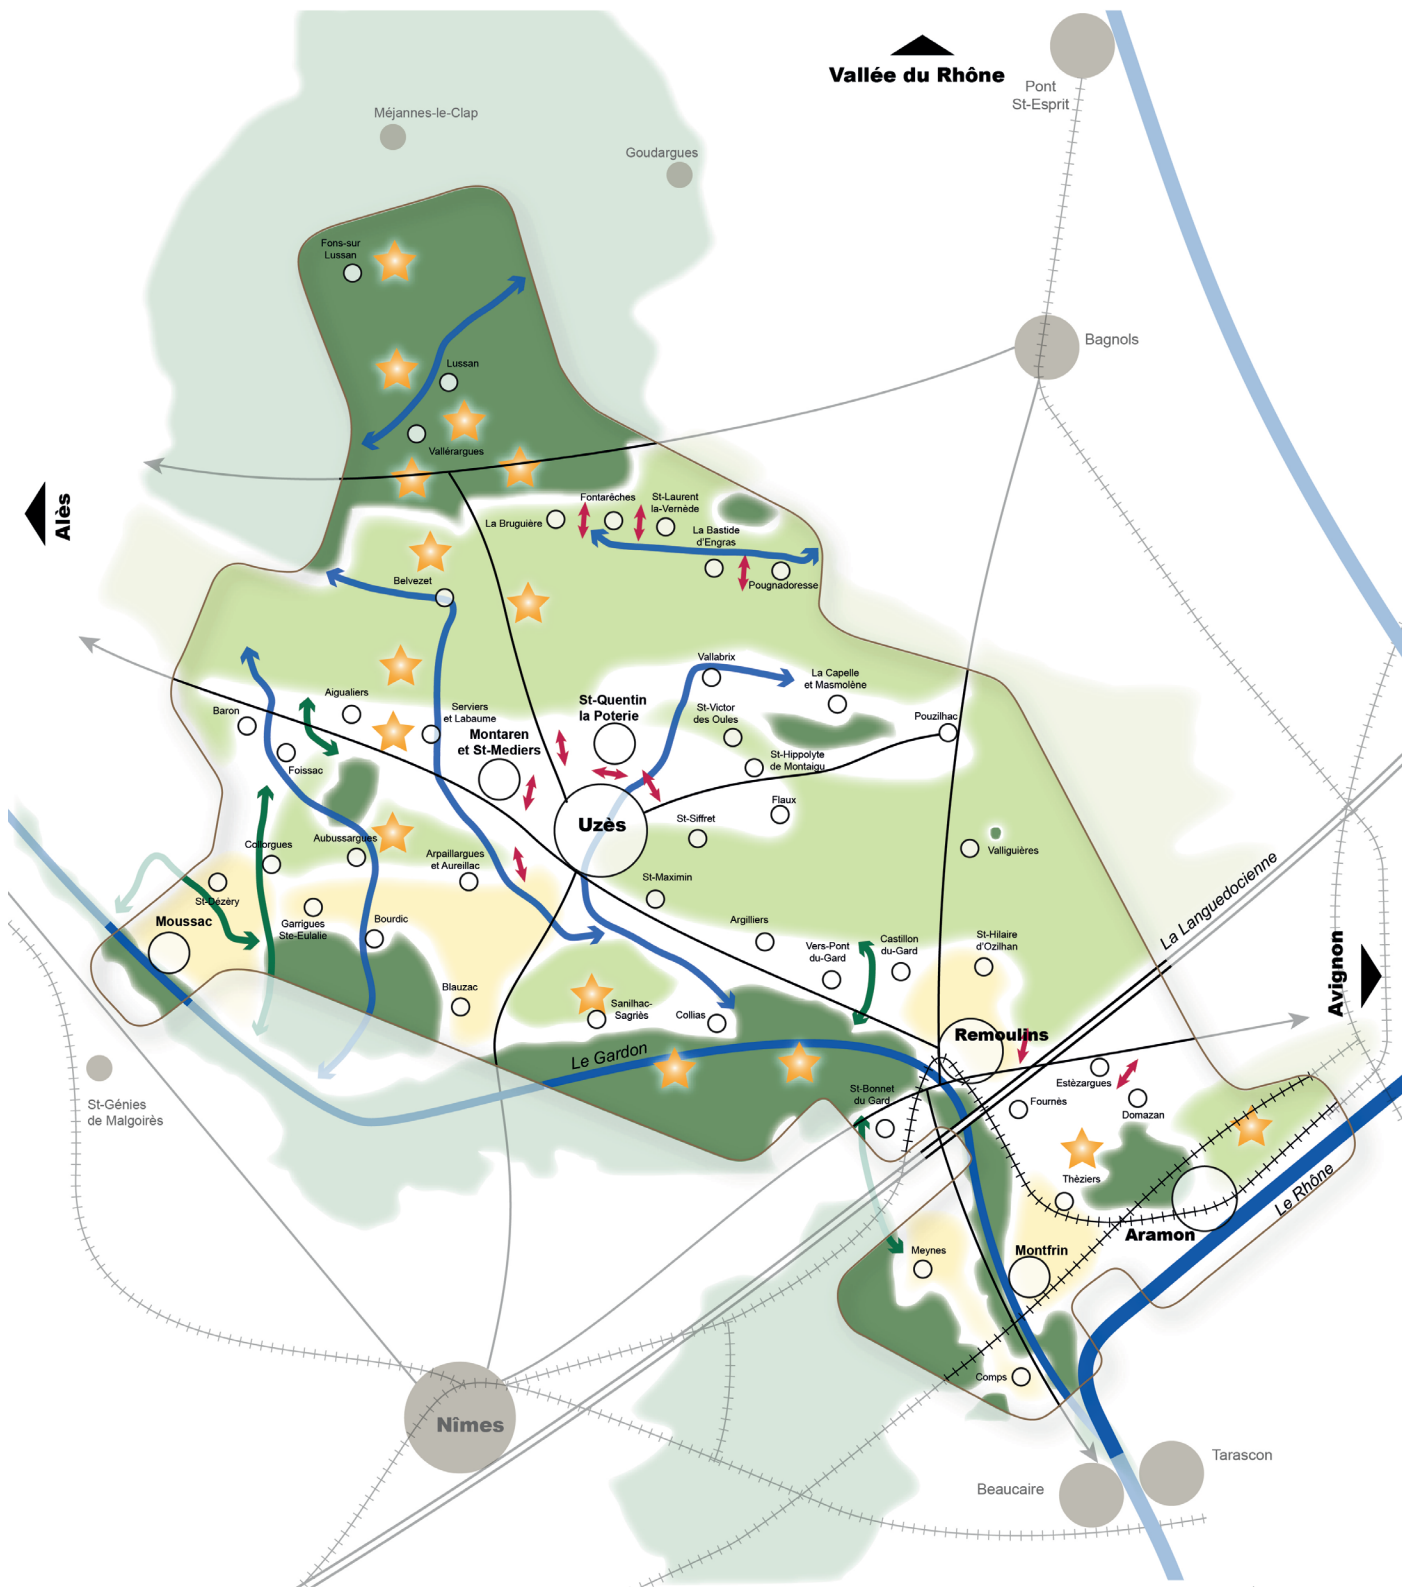 Vallée du Rhône
Pont
St-Esprit
Méjannes-le-Clap
Goudargues
Fons-sur
Lussan
Bagnols
Lussan
Vallérargues
Alès
Fontarêches
St-Laurent
la-Vernède
La Bruguière
La Bastide
d'Engras
Pougnadoresse
Belvezet
Vallabrix
La Capelle
et Masmolène
Aigualiers
Baron
Serviers
et Labaume
St-Quentin
la Poterie
St-Victor
des Oules
Pouzilhac
Montaren
et St-Mediers
Foissac
St-Hippolyte
de Montaigu
Flaux
Uzès
St-Siffret
Collorgues
Aubussargues
Arpaillargues
et Aureillac
Valliguières
St-Maximin
St-Dézéry
Moussac
Garrigues
Ste-Eulalie
Bourdic
Argilliers
Vers-Pont
du-Gard
Castillon
du-Gard
St-Hilaire
d'Ozilhan
La Languedocienne
Avignon
Blauzac
Sanilhac-
Sagriès
Collias
Remoulins
Le Gardon
Estèzargues
St-Bonnet
du Gard
Fournès
Domazan
St-Génies
de Malgoirès
Thèziers
Le Rhône
Aramon
Meynes
Montfrin
Comps
Nîmes
Tarascon
Beaucaire